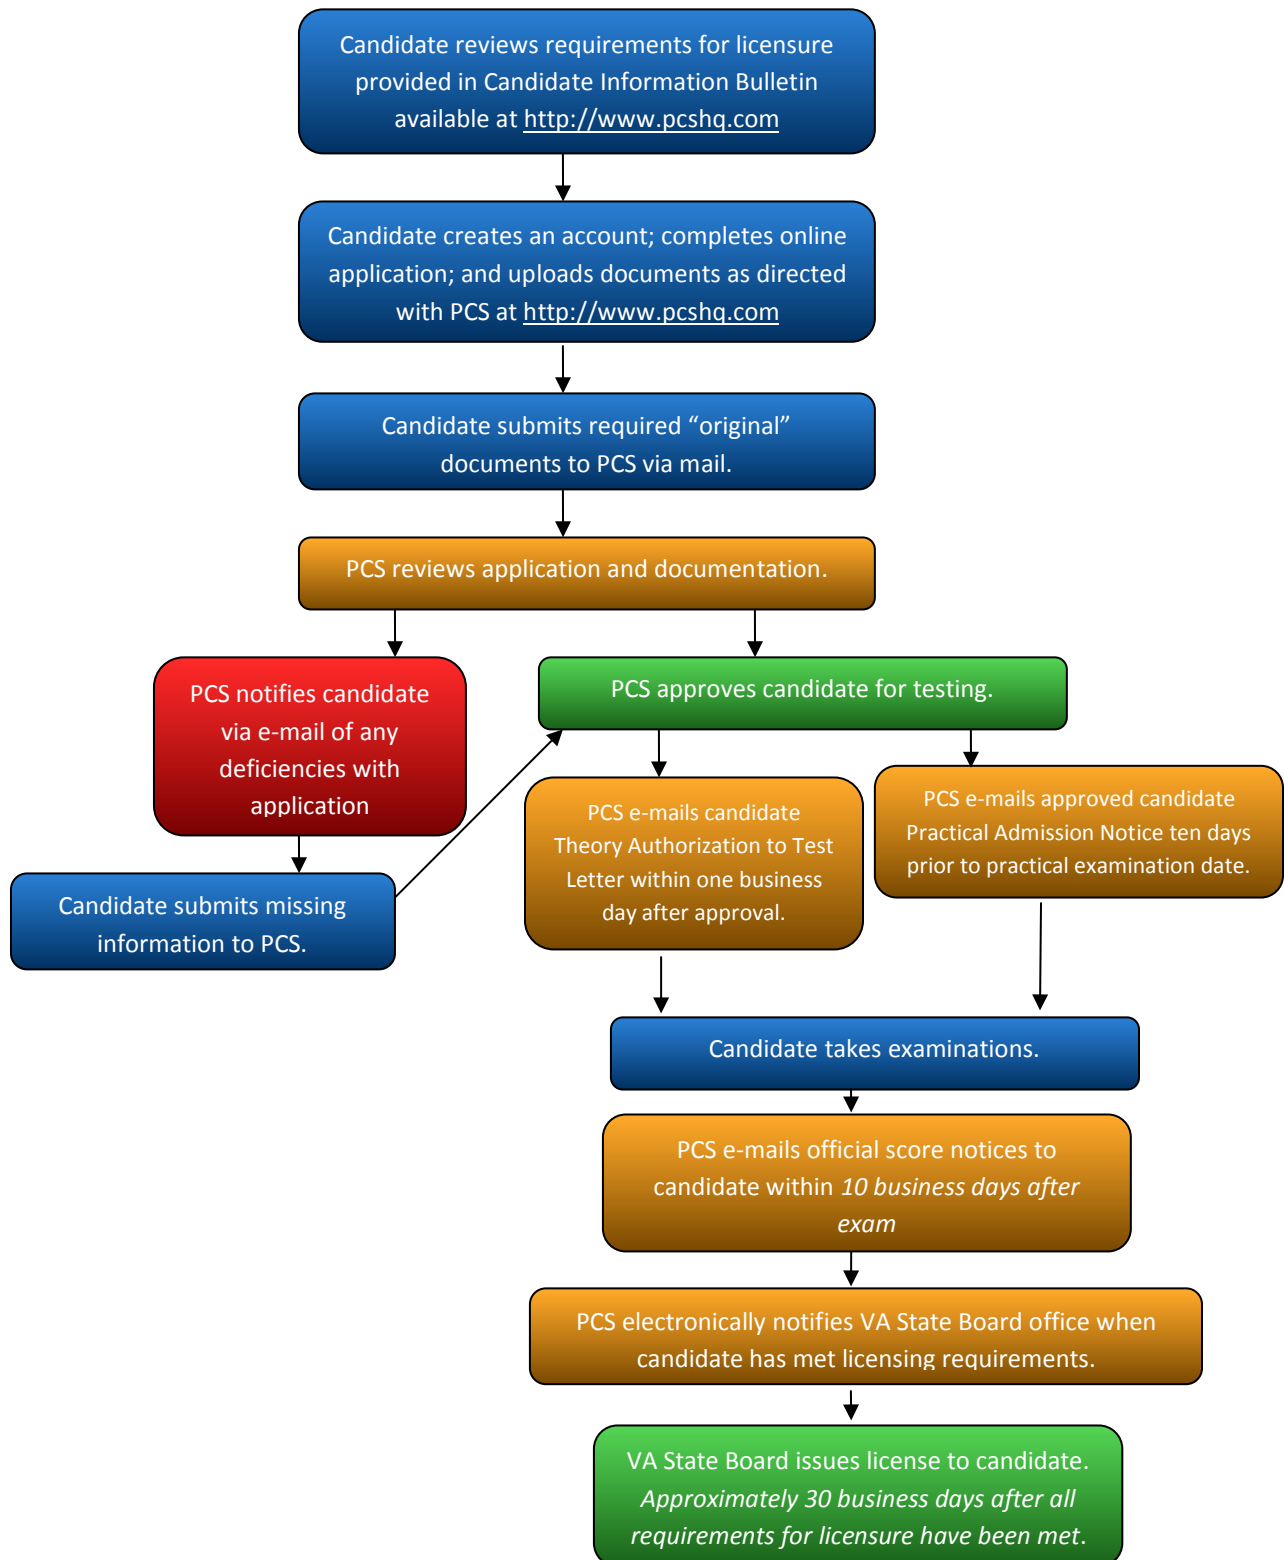 Candidate reviews requirements for licensure
provided in Candidate Information Bulletin
available at http://www.pcshq.com
Candidate creates an account; completes online
application; and uploads documents as directed
with PCS at http://www.pcshq.com
Candidate submits required “original”
documents to PCS via mail.
PCS reviews application and documentation.
PCS notifies candidate
via e-mail of any
deficiencies with
application
PCS approves candidate for testing.
Candidate submits missing
information to PCS.
PCS e-mails candidate
Theory Authorization to Test
Letter within one business
day after approval.
PCS e-mails approved candidate
Practical Admission Notice ten days
prior to practical examination date.
Candidate takes examinations.
PCS e-mails official score notices to
candidate within 10 business days after
exam
PCS electronically notifies VA State Board office when
candidate has met licensing requirements.
VA State Board issues license to candidate.
Approximately 30 business days after all
requirements for licensure have been met.